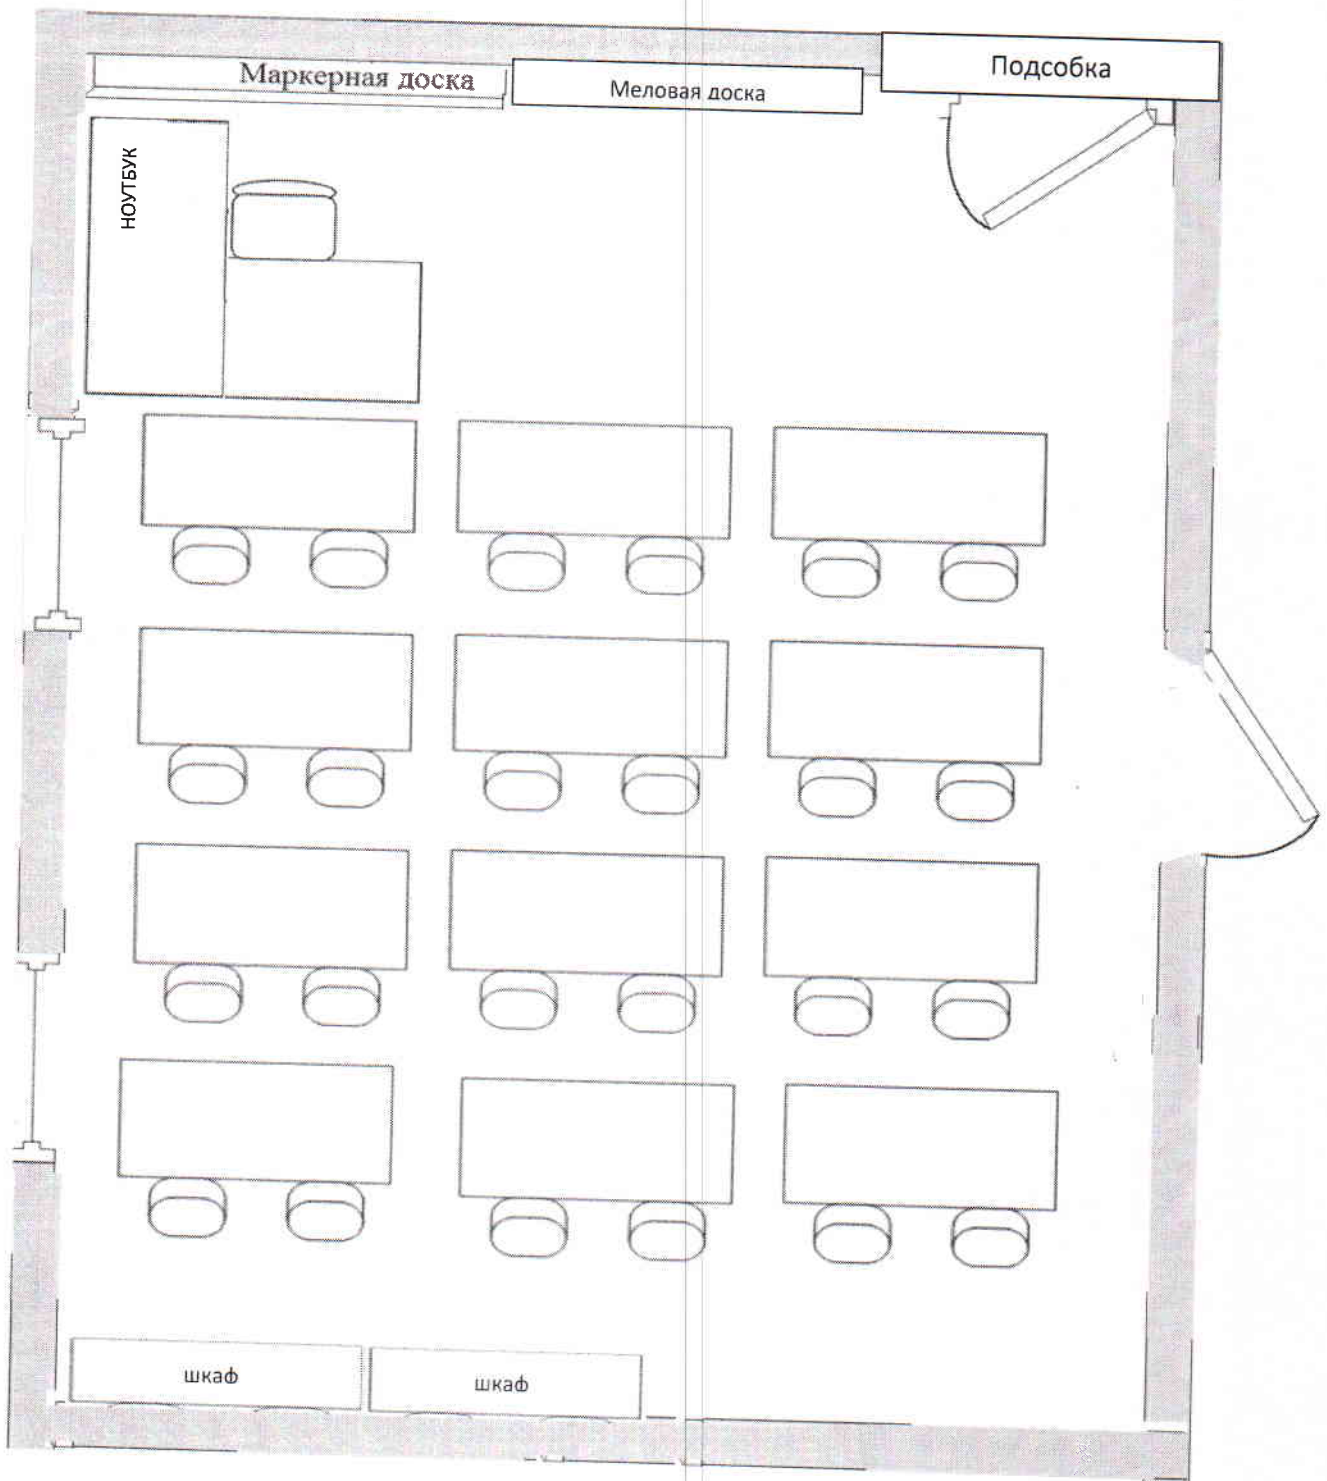 Маркерная доска
Меловая доска
Подсобка
НОУТБУК
шкаф
шкаф